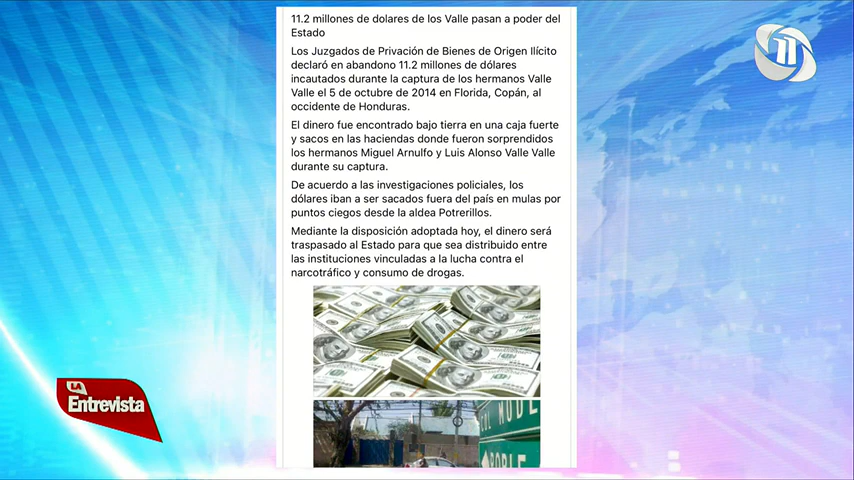 11.2 millones de dolares de los Valle pasan a poder del
Estado
Los Juzgados de Privación de Bienes de Origen Ilícito
declaró en abandono 11.2 millones de dólares
incautados durante la captura de los hermanos Valle
Valle el 5 de octubre de 2014 en Florida, Copán, al
occidente de Honduras.
El dinero fue encontrado bajo tierra en una caja fuerte
y sacos en las haciendas donde fueron sorprendidos
los hermanos Miguel Arnulfo y Luis Alonso Valle Valle
durante su captura.
De acuerdo a las investigaciones policiales, los
dólares iban a ser sacados fuera del país en mulas por
puntos ciegos desde la aldea Potrerillos.
Mediante la disposición adoptada hoy, el dinero será
traspasado al Estado para que sea distribuido entre
las instituciones vinculadas a la lucha contra el
narcotráfico y consumo de drogas.
11
LA
Entrevista